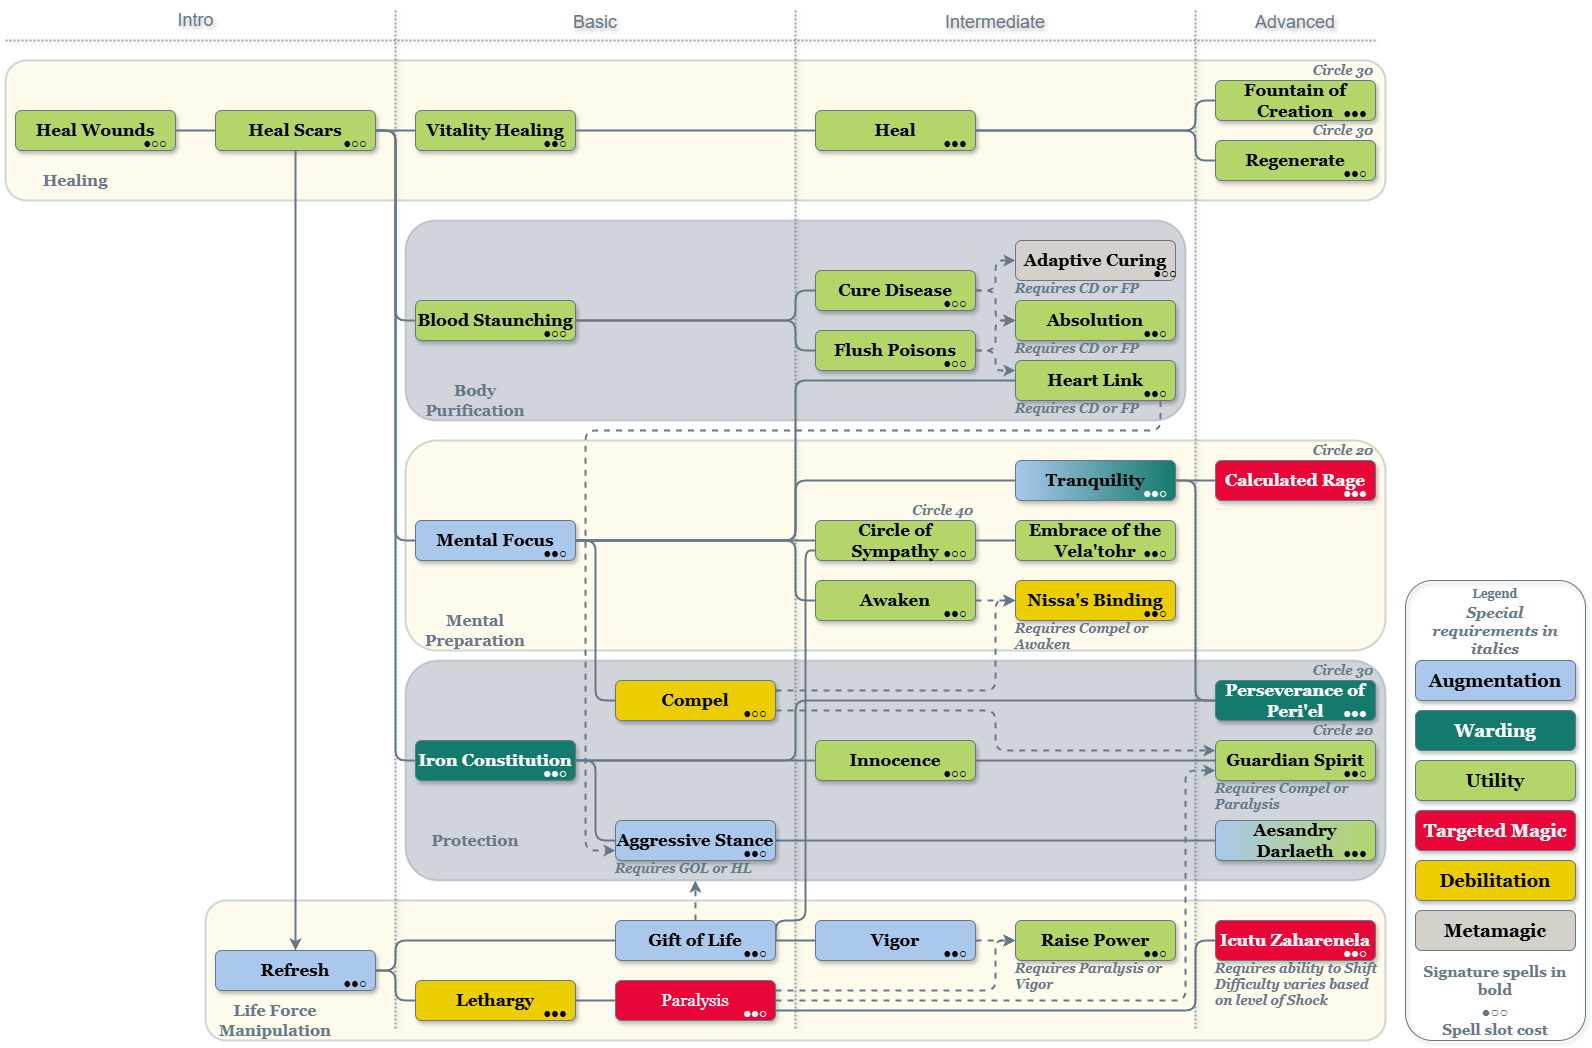 Intro
Basic
Intermediate
Advanced
Circle 30
Fountain of
Creation
Heal Wounds
Heal Scars
Vitality Healing
Heal
Circle 30
Regenerate
Healing
Adaptive Curing
Requires CD or FP
Cure Disease
Blood Staunching
Absolution
Requires CD or FP
Flush Poisons
Heart Link
Requires CD or FP
Body
Purification
Circle 20
Tranquility
Calculated Rage
Circle 40
Mental Focus
Circle of
Sympathy
Embrace of the
Vela'tohr
Awaken
Nissa's Binding
Requires Compel or
Awaken
Mental
Preparation
Circle 30
Compel
Perseverance of
Peri'el
Circle 20
Iron Constitution
Innocence
Guardian Spirit
Requires Compel or
Paralysis
Protection
Aggressive Stance
Requires GOL or HL
Aesandry
Darlaeth
Gift of Life
Vigor
Raise Power
Requires Paralysis or
Vigor
Icutu Zaharenela
Requires ability to Shift
Difficulty varies based
on level of Shock
Refresh
Lethargy
Paralysis
Life Force
Manipulation
Legend
Special
requirements in
italics
Augmentation
Warding
Utility
Targeted Magic
Debilitation
Metamagic
Signature spells in
bold
Spell slot cost